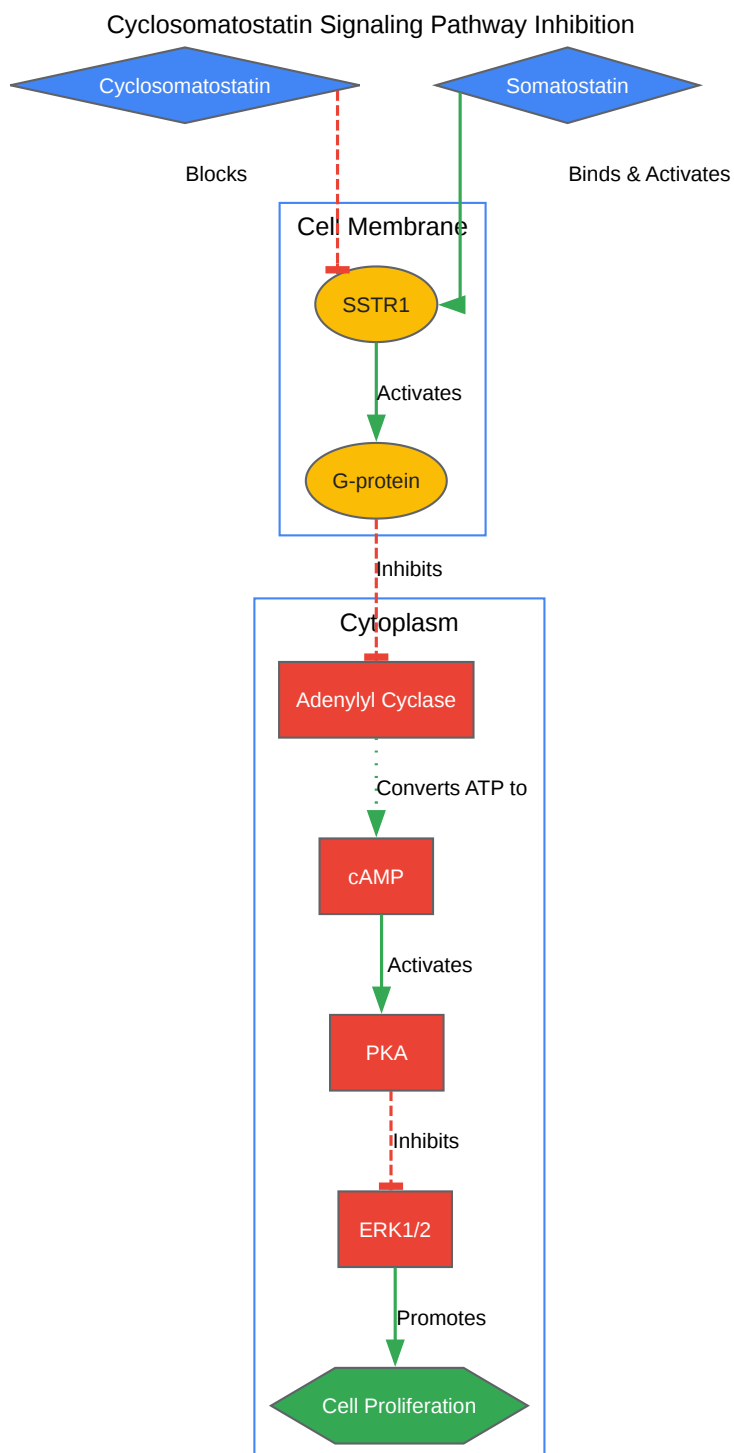 Cyclosomatostatin Signaling Pathway Inhibition
Cyclosomatostatin
Somatostatin
Blocks
Binds & Activates
Cell Membrane
SSTR1
Activates
G-protein
Inhibits
Cytoplasm
Adenylyl Cyclase
Converts ATP to
cAMP
Activates
PKA
Inhibits
ERK1/2
Promotes
Cell Proliferation